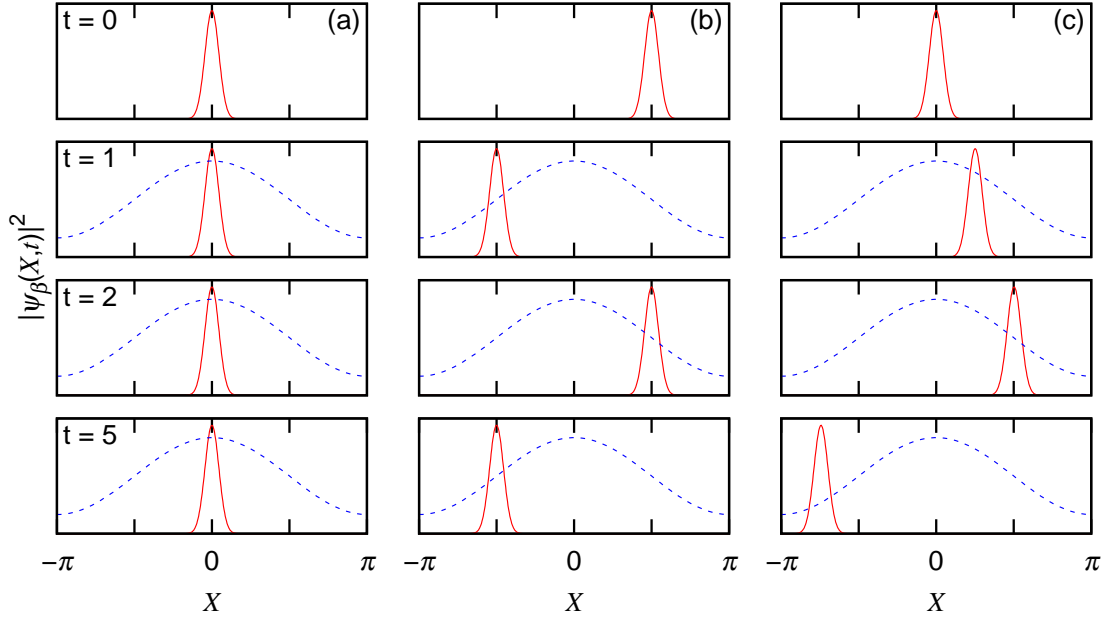 t = 0 (a) (b) (c)
t = 1
|ψβ(X,t)|²
t = 2
t = 5
−π 0 π −π 0 −π 0 π
X X X